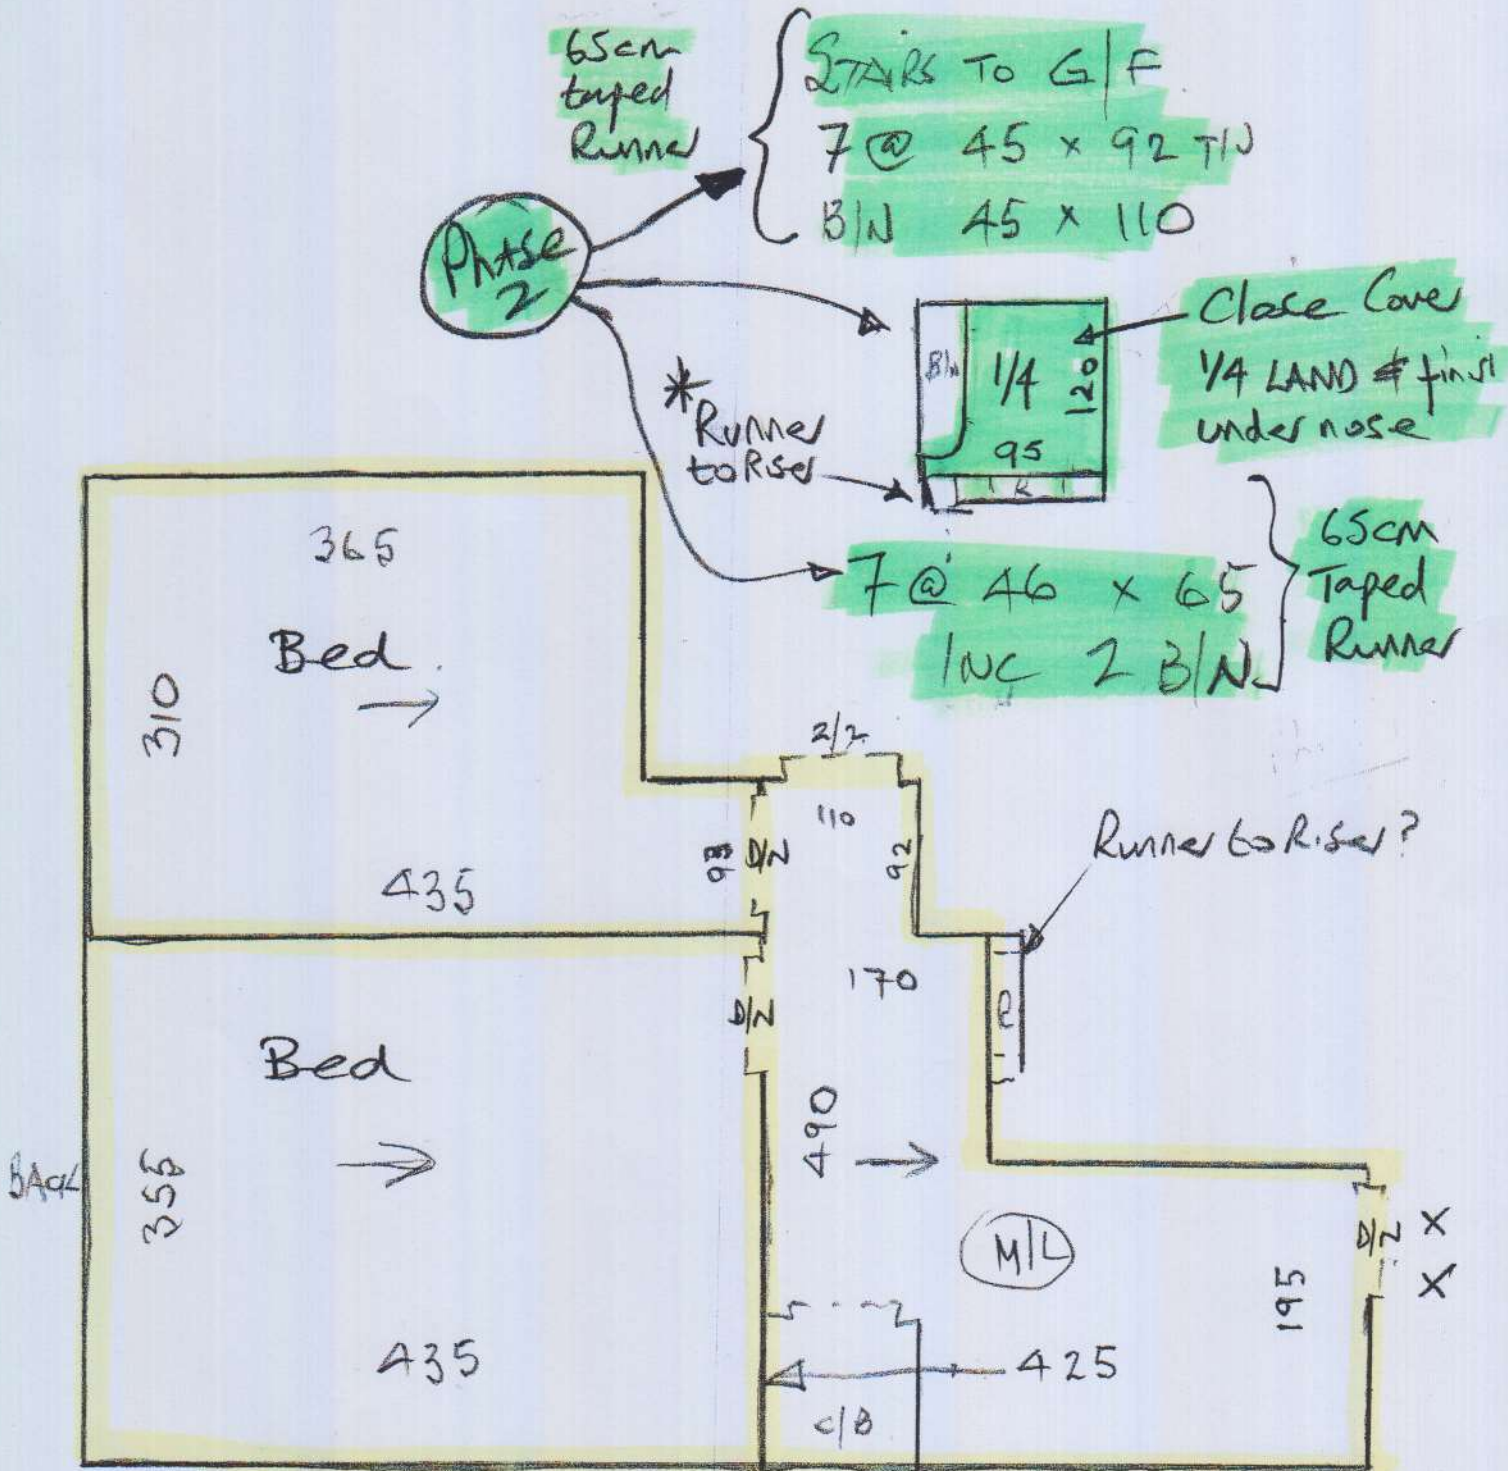 65cm
taped
Runner
STAIRS TO G/F
7 @ 45 x 92 T/N
B/N 45 x 110
Phase
2
B/N
1/4
120
95
R
Close Cover
1/4 LAND & finish
under nose
*
Runner
to Riser
7 @ 46 x 65
INC 2 B/N
65cm
Taped
Runner
365
Bed
310
435
93
D/Z
2/2
110
92
Runner to Riser?
170
R
D/Z
Bed
490
BACK
355
435
M/L
D/Z
X
X
195
425
C/B